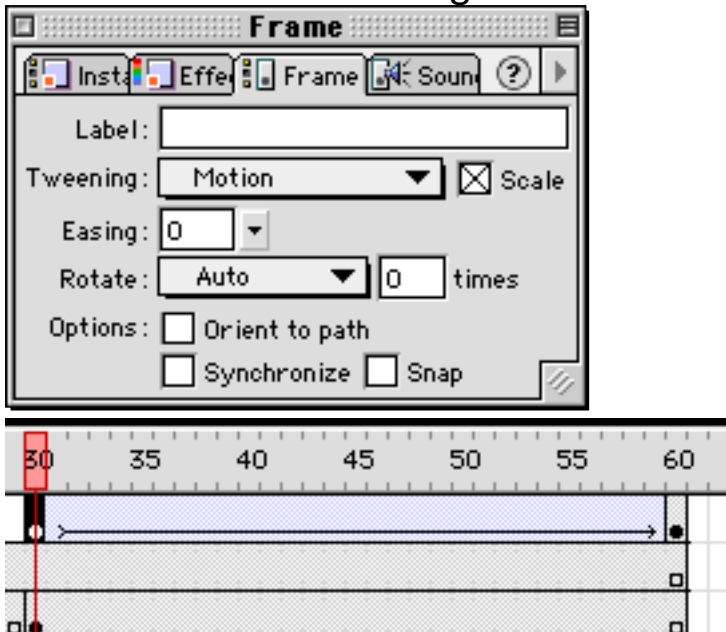 Frame
Insta Effe Frame Soun ?
Label:
Tweening: Motion Scale
Easing: 0
Rotate: Auto 0 times
Options: Orient to path
Synchronize Snap
30 35 40 45 50 55 60